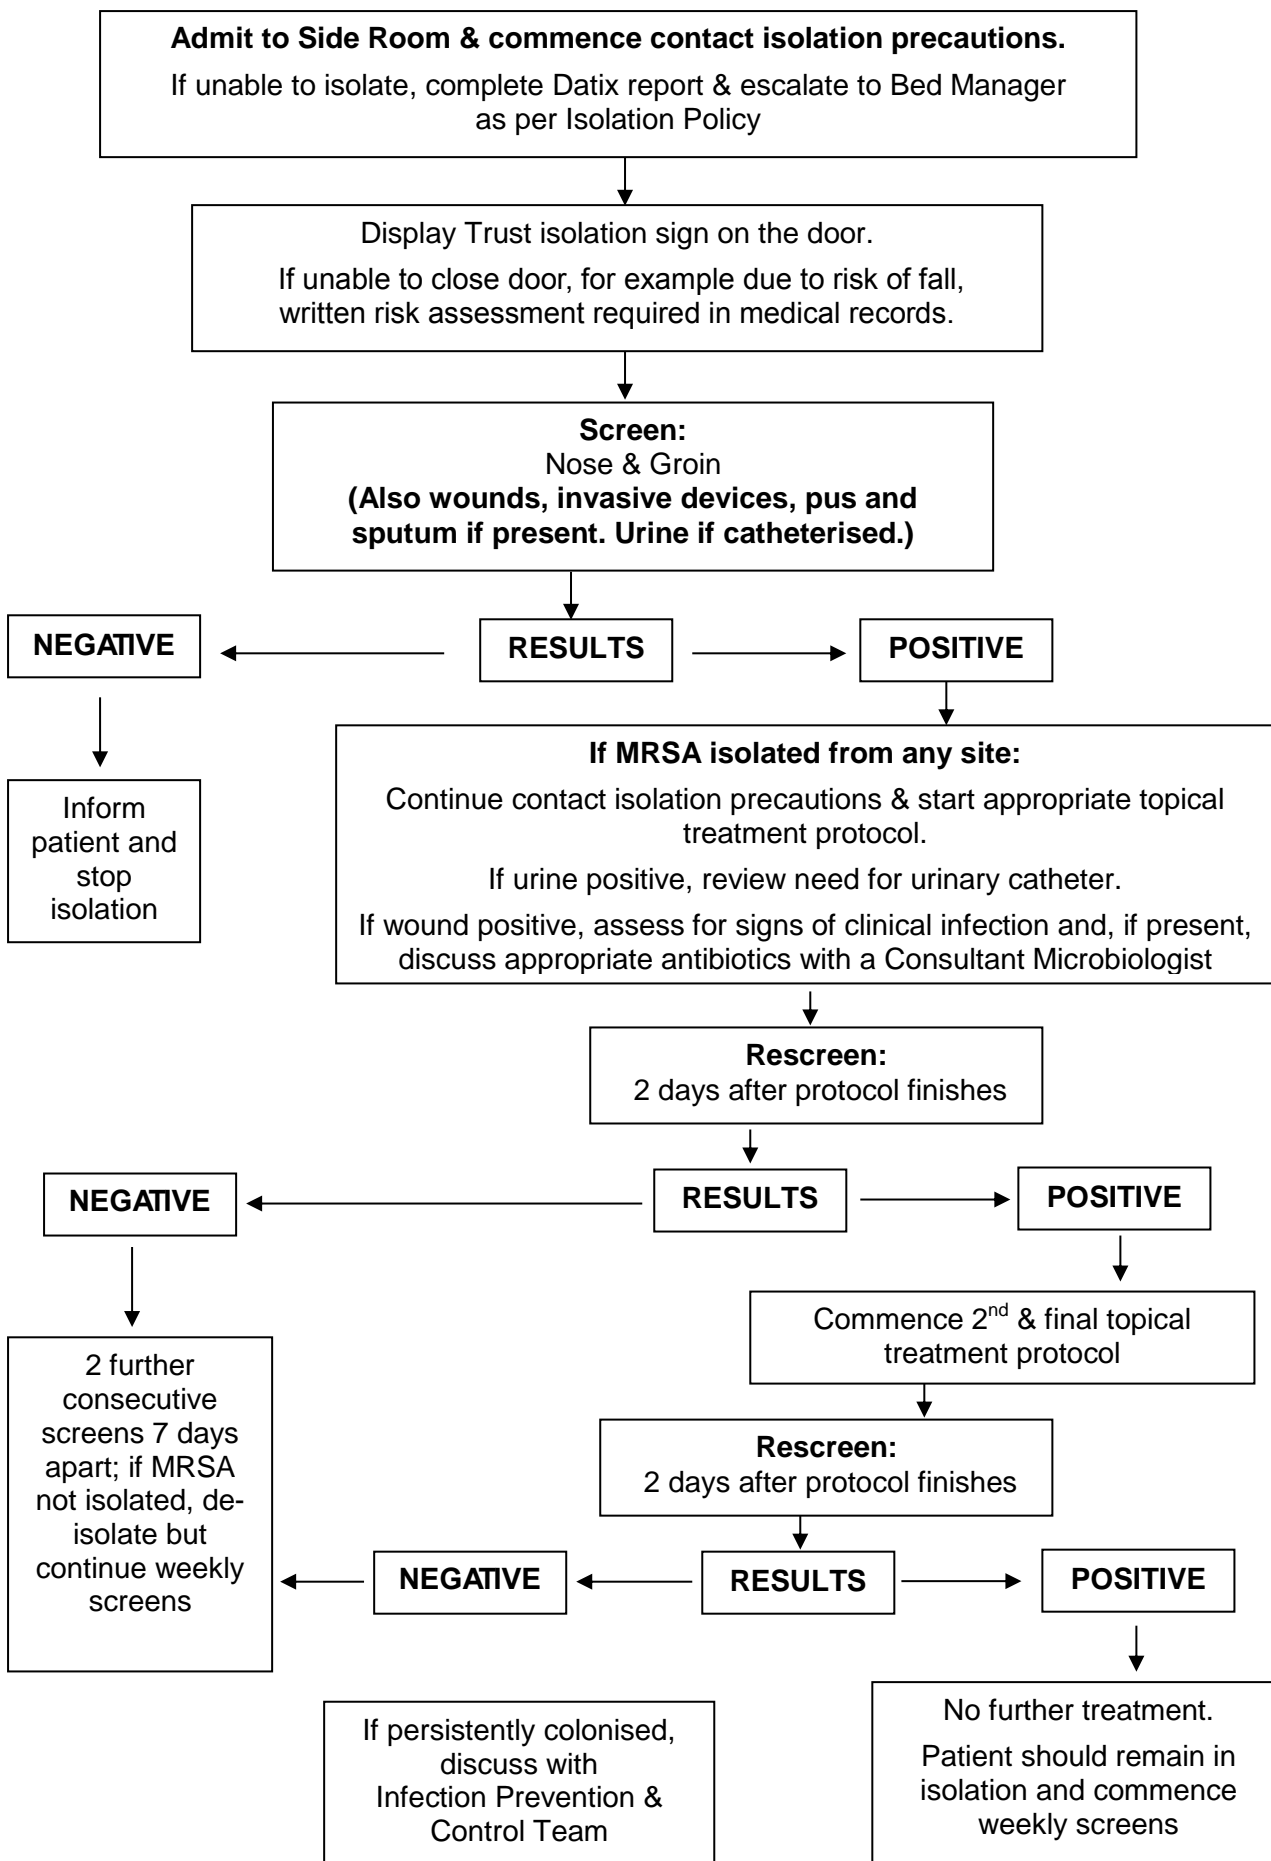 Admit to Side Room & commence contact isolation precautions.
If unable to isolate, complete Datix report & escalate to Bed Manager
as per Isolation Policy
Display Trust isolation sign on the door.
If unable to close door, for example due to risk of fall,
written risk assessment required in medical records.
Screen:
Nose & Groin
(Also wounds, invasive devices, pus and
sputum if present. Urine if catheterised.)
NEGATIVE
RESULTS
POSITIVE
Inform
patient and
stop
isolation
If MRSA isolated from any site:
Continue contact isolation precautions & start appropriate topical
treatment protocol.
If urine positive, review need for urinary catheter.
If wound positive, assess for signs of clinical infection and, if present,
discuss appropriate antibiotics with a Consultant Microbiologist
Rescreen:
2 days after protocol finishes
NEGATIVE
RESULTS
POSITIVE
Commence 2nd & final topical
treatment protocol
2 further
consecutive
screens 7 days
apart; if MRSA
not isolated, de-
isolate but
continue weekly
screens
Rescreen:
2 days after protocol finishes
NEGATIVE
RESULTS
POSITIVE
If persistently colonised,
discuss with
Infection Prevention &
Control Team
No further treatment.
Patient should remain in
isolation and commence
weekly screens